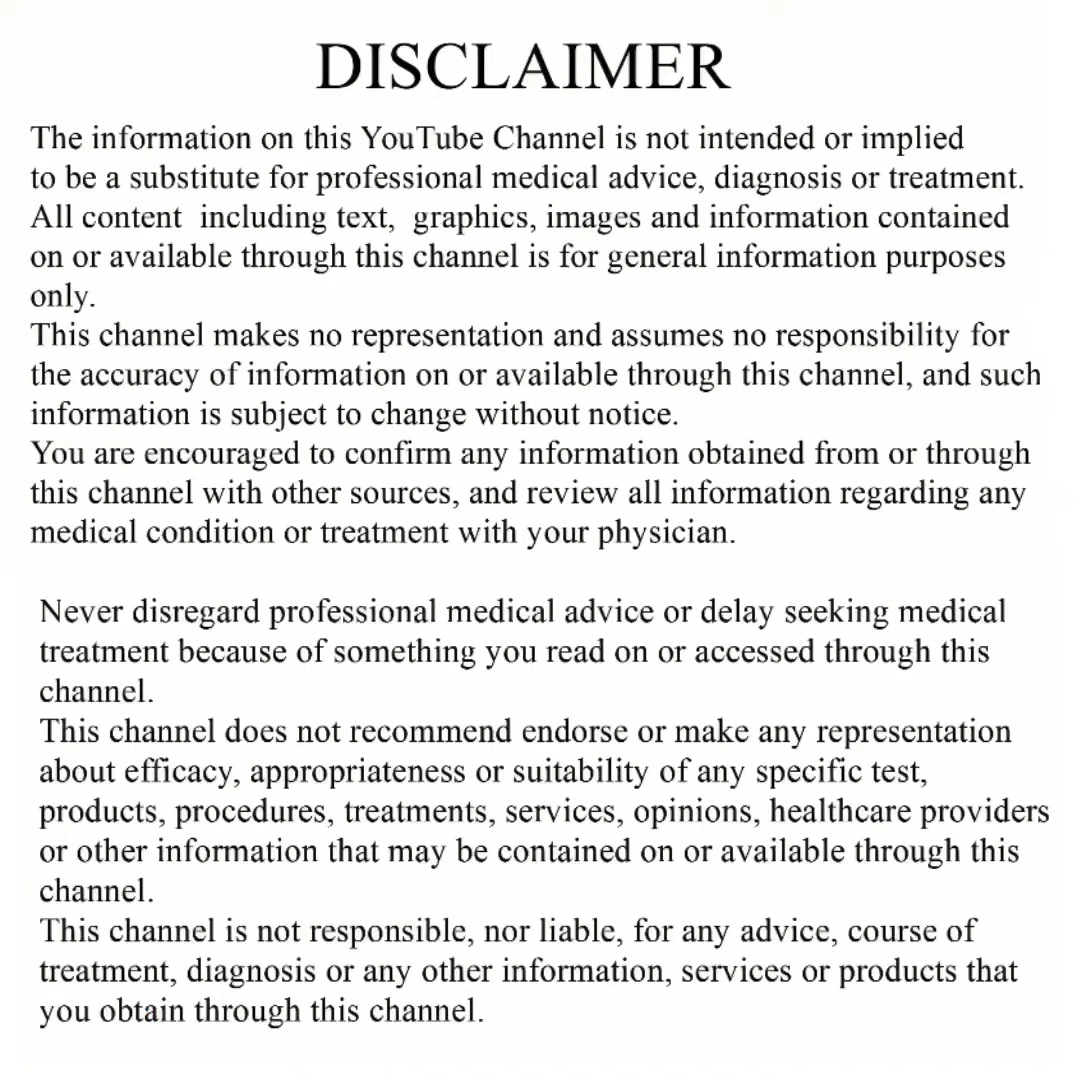 DISCLAIMER
The information on this YouTube Channel is not intended or implied
to be a substitute for professional medical advice, diagnosis or treatment.
All content including text, graphics, images and information contained
on or available through this channel is for general information purposes
only.
This channel makes no representation and assumes no responsibility for
the accuracy of information on or available through this channel, and such
information is subject to change without notice.
You are encouraged to confirm any information obtained from or through
this channel with other sources, and review all information regarding any
medical condition or treatment with your physician.
Never disregard professional medical advice or delay seeking medical
treatment because of something you read on or accessed through this
channel.
This channel does not recommend endorse or make any representation
about efficacy, appropriateness or suitability of any specific test,
products, procedures, treatments, services, opinions, healthcare providers
or other information that may be contained on or available through this
channel.
This channel is not responsible, nor liable, for any advice, course of
treatment, diagnosis or any other information, services or products that
you obtain through this channel.